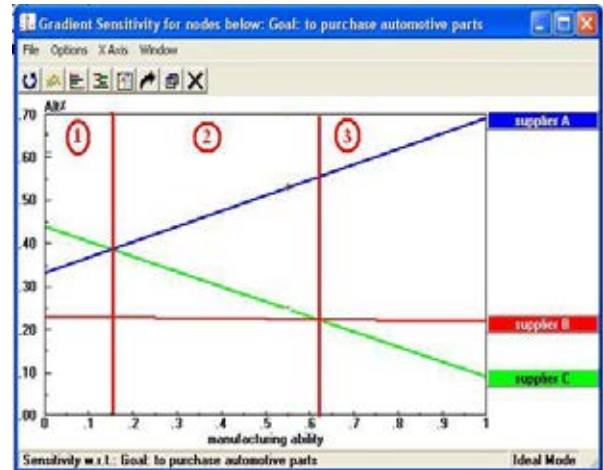 Gradient Sensitivity for nodes below: Goal: to purchase automotive parts
File Options X Axis Window
Alt%
.70
.60
.50
.40
.30
.20
.10
.00
1 2 3
supplier A
supplier B
supplier C
0 .1 .2 .3 .4 .5 .6 .7 .8 .9 1
manufacturing ability
Sensitivity w.r.t.: Goal: to purchase automotive parts Ideal Mode